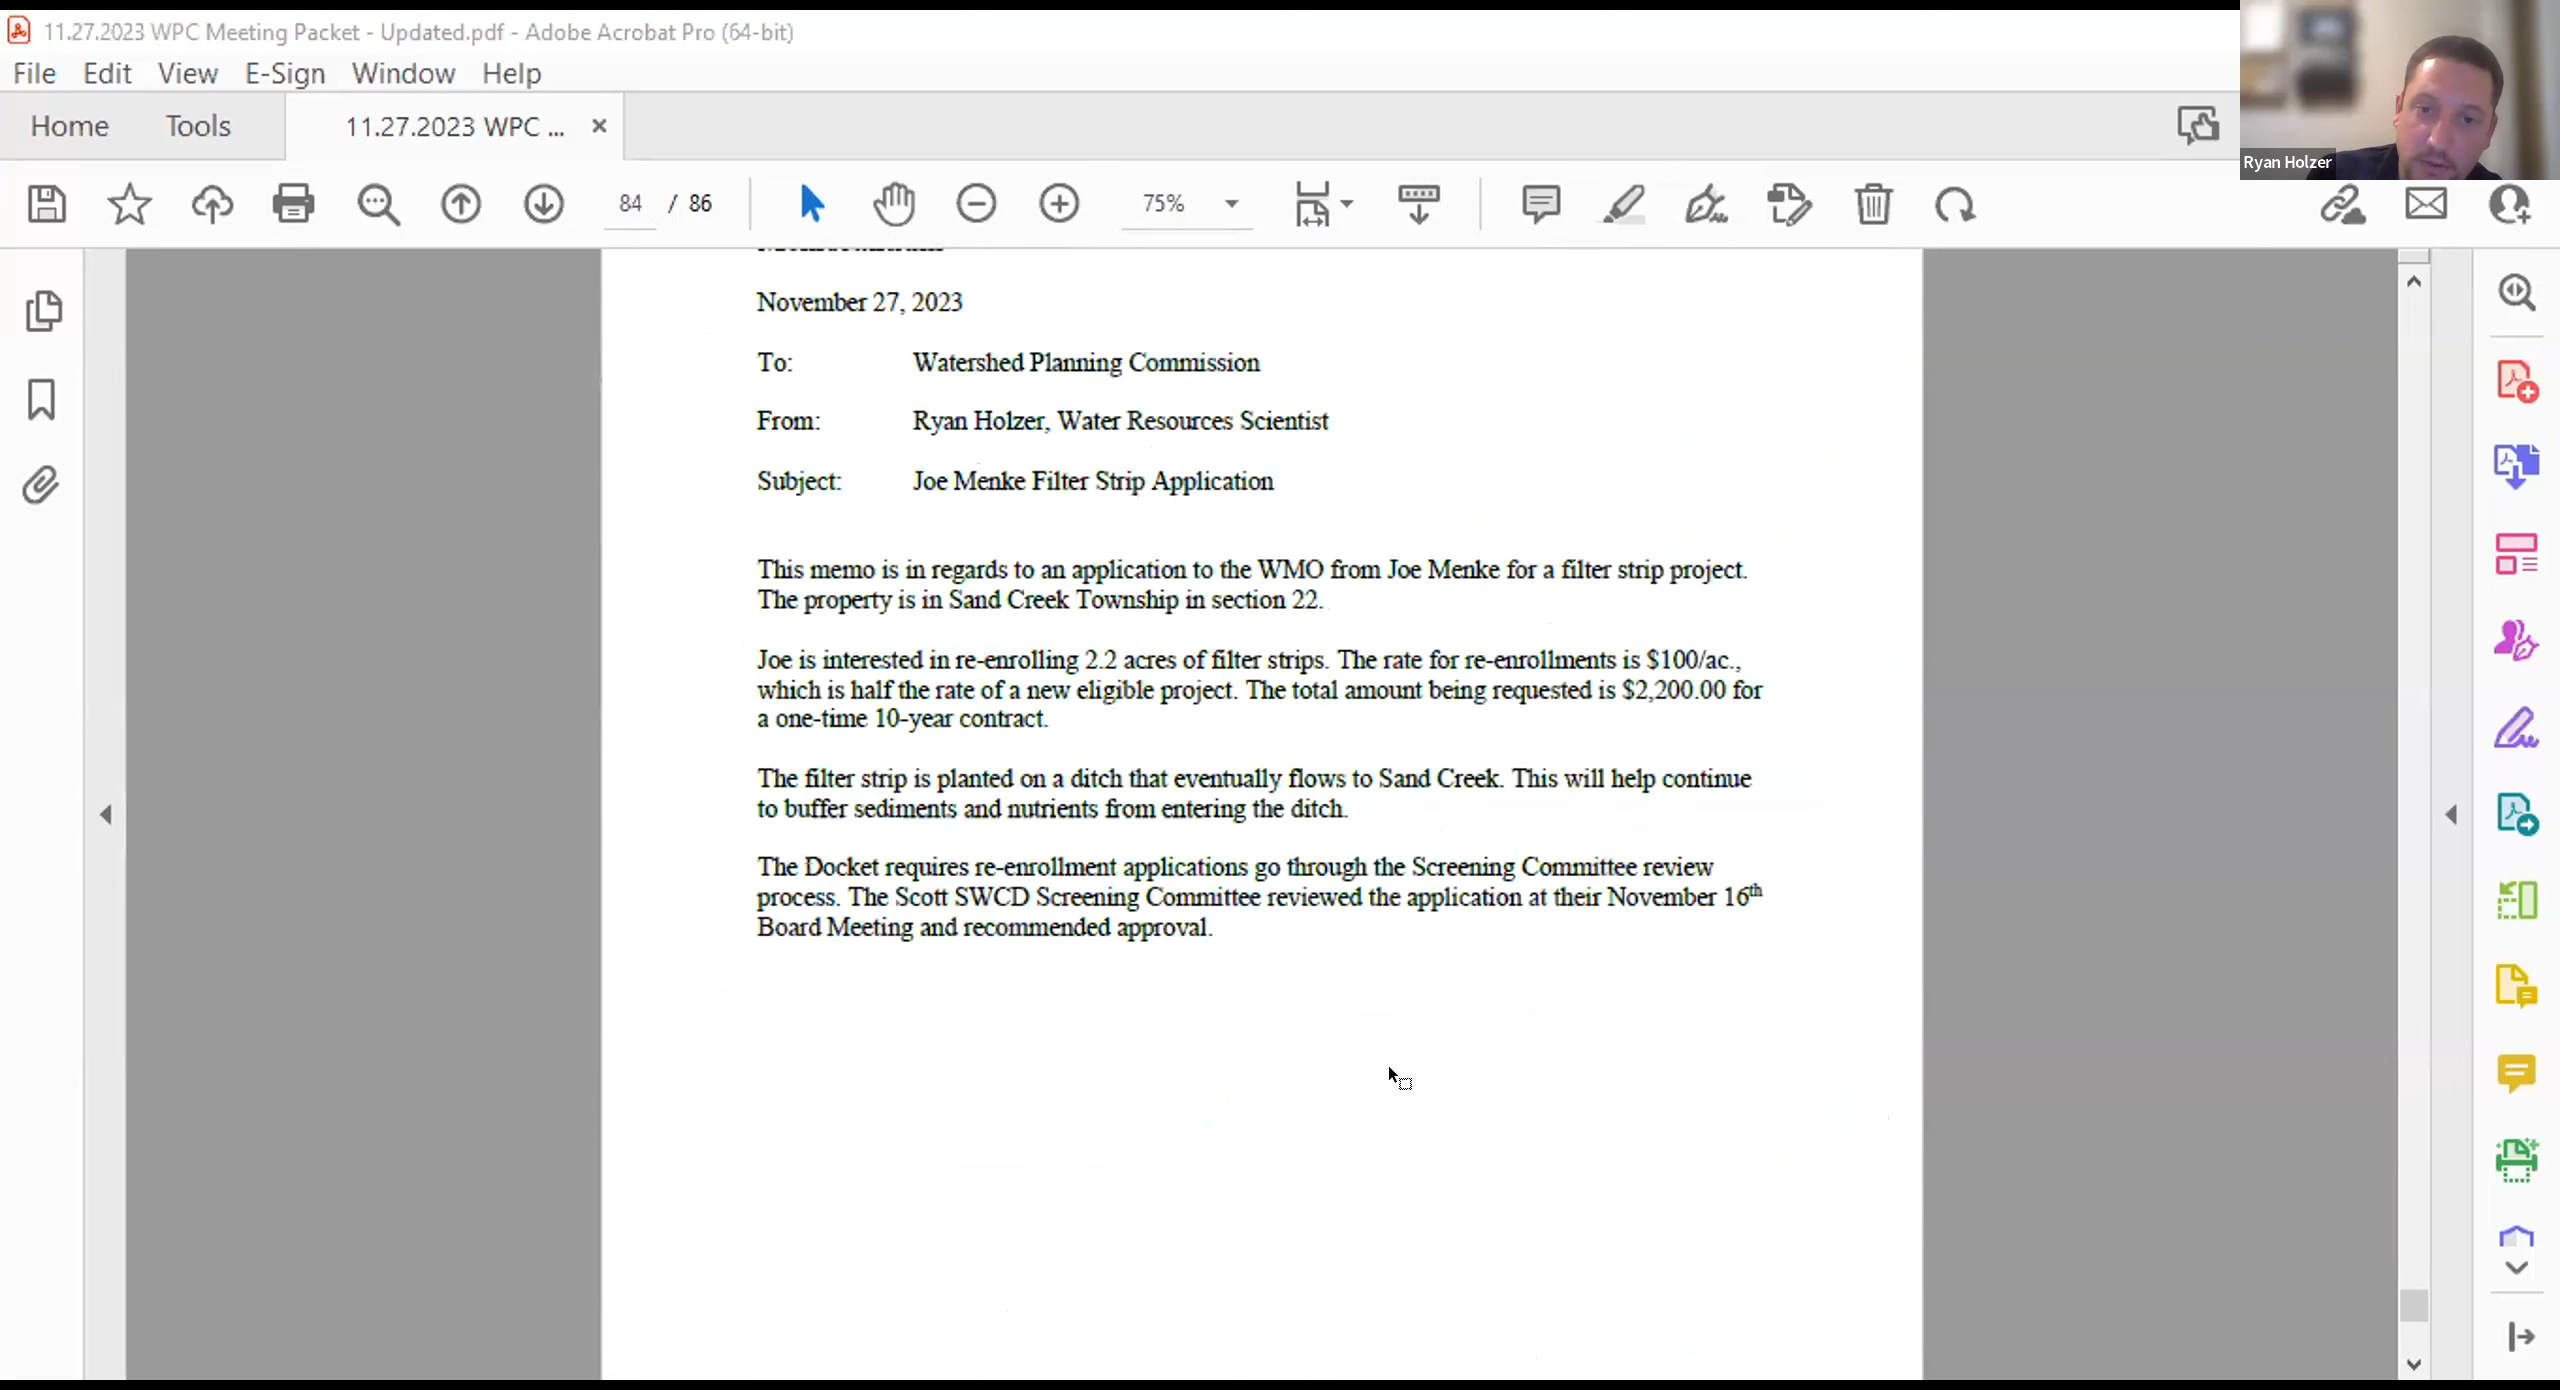 11.27.2023 WPC Meeting Packet - Updated.pdf - Adobe Acrobat Pro (64-bit)
File Edit View E-Sign Window Help
Home Tools 11.27.2023 WPC ...
Ryan Holzer
84 / 86 75%
November 27, 2023
To: Watershed Planning Commission
From: Ryan Holzer, Water Resources Scientist
Subject: Joe Menke Filter Strip Application
This memo is in regards to an application to the WMO from Joe Menke for a filter strip project.
The property is in Sand Creek Township in section 22.
Joe is interested in re-enrolling 2.2 acres of filter strips. The rate for re-enrollments is $100/ac.,
which is half the rate of a new eligible project. The total amount being requested is $2,200.00 for
a one-time 10-year contract.
The filter strip is planted on a ditch that eventually flows to Sand Creek. This will help continue
to buffer sediments and nutrients from entering the ditch.
The Docket requires re-enrollment applications go through the Screening Committee review
process. The Scott SWCD Screening Committee reviewed the application at their November 16th
Board Meeting and recommended approval.